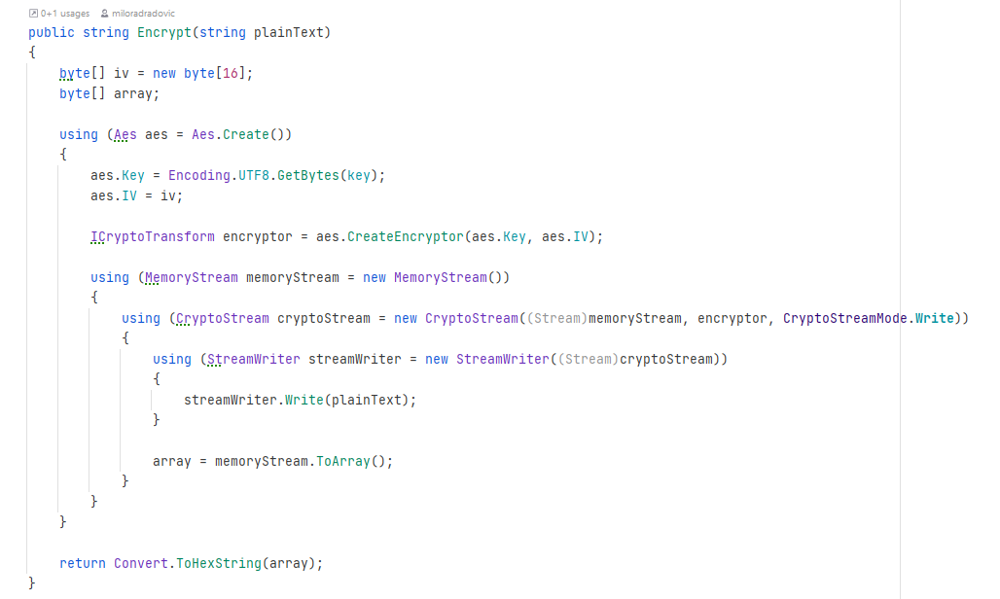 0+1 usages miloradradovic
public string Encrypt(string plainText)
{
    byte[] iv = new byte[16];
    byte[] array;

    using (Aes aes = Aes.Create())
    {
        aes.Key = Encoding.UTF8.GetBytes(key);
        aes.IV = iv;

        ICryptoTransform encryptor = aes.CreateEncryptor(aes.Key, aes.IV);

        using (MemoryStream memoryStream = new MemoryStream())
        {
            using (CryptoStream cryptoStream = new CryptoStream((Stream)memoryStream, encryptor, CryptoStreamMode.Write))
            {
                using (StreamWriter streamWriter = new StreamWriter((Stream)cryptoStream))
                {
                    streamWriter.Write(plainText);
                }

                array = memoryStream.ToArray();
            }
        }
    }

    return Convert.ToHexString(array);
}